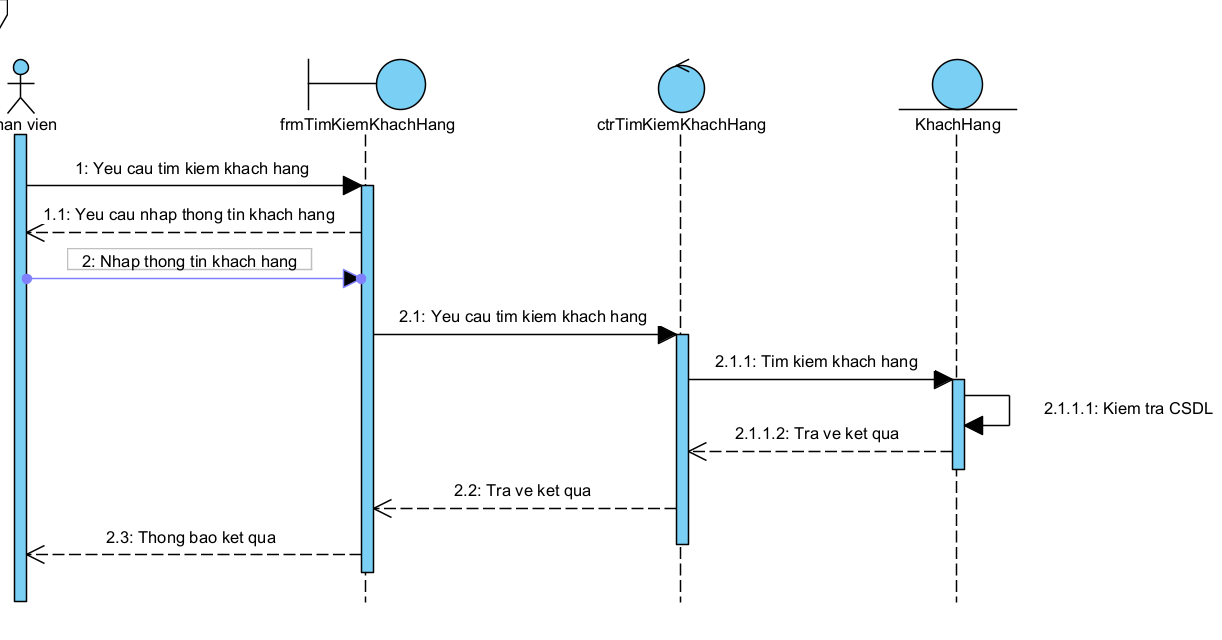 vien
frmTimKiemKhachHang
ctrTimKiemKhachHang
KhachHang
1: Yeu cau tim kiem khach hang
1.1: Yeu cau nhap thong tin khach hang
2: Nhap thong tin khach hang
2.1: Yeu cau tim kiem khach hang
2.1.1: Tim kiem khach hang
2.1.1.1: Kiem tra CSDL
2.1.1.2: Tra ve ket qua
2.2: Tra ve ket qua
2.3: Thong bao ket qua